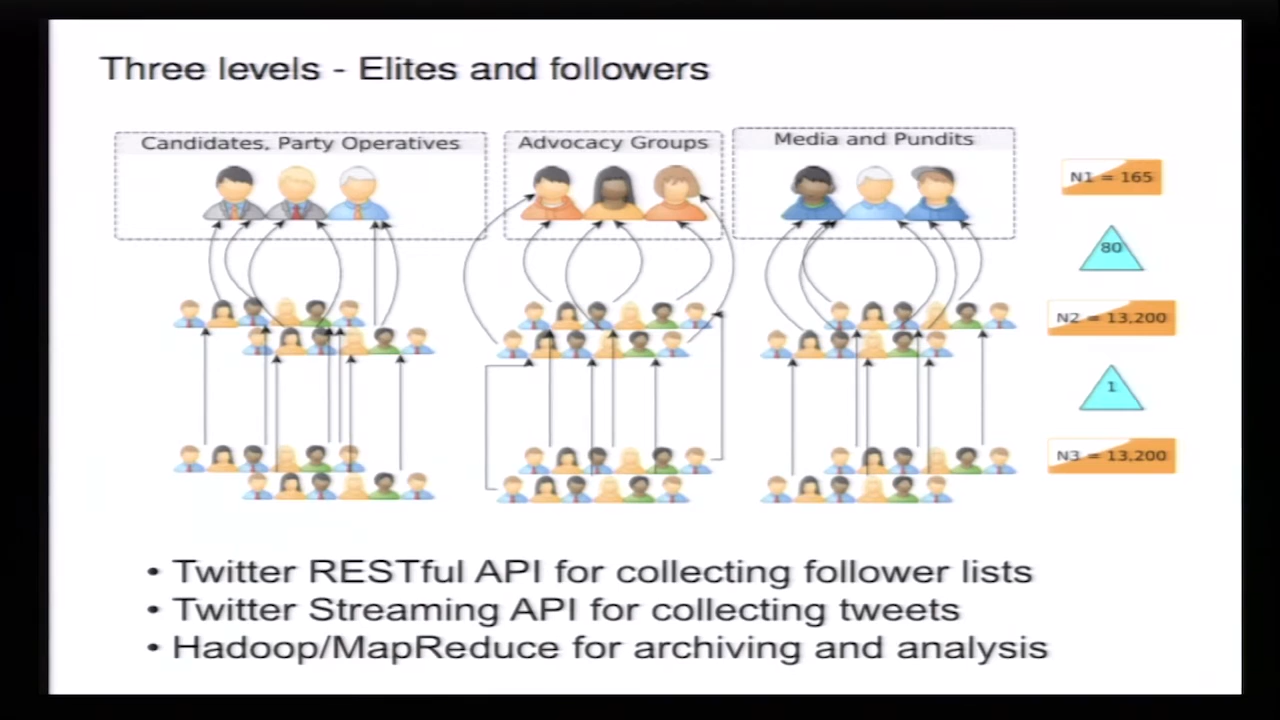 Three levels - Elites and followers
Candidates, Party Operatives
Advocacy Groups
Media and Pundits
N1 = 165
80
N2 = 13,200
1
N3 = 13,200
• Twitter RESTful API for collecting follower lists
• Twitter Streaming API for collecting tweets
• Hadoop/MapReduce for archiving and analysis